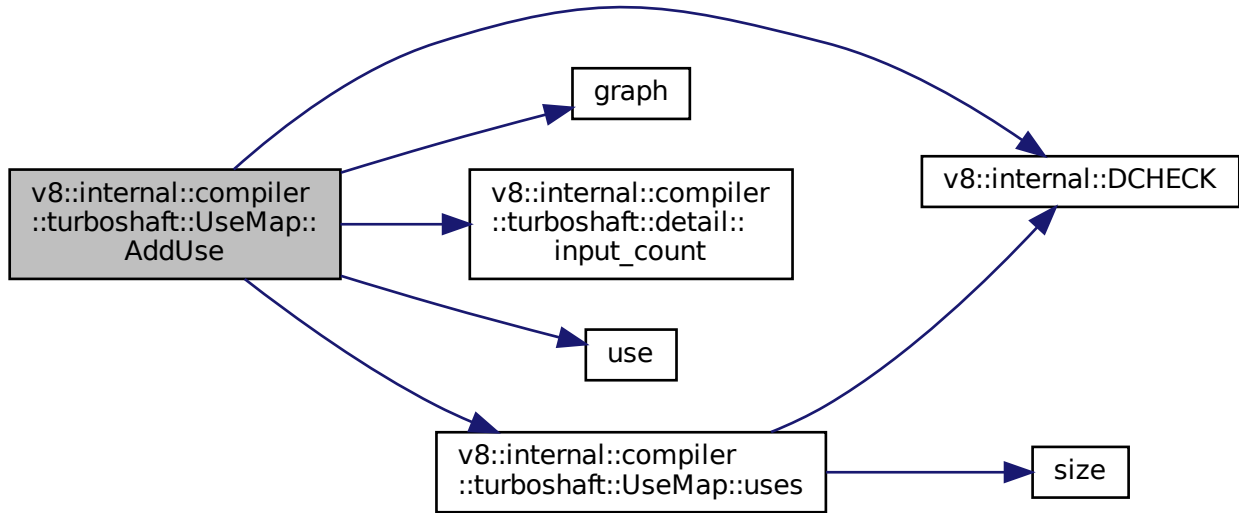 graph
v8::internal::compiler
::turboshaft::UseMap::
AddUse
v8::internal::compiler
::turboshaft::detail::
input_count
v8::internal::DCHECK
use
v8::internal::compiler
::turboshaft::UseMap::uses
size